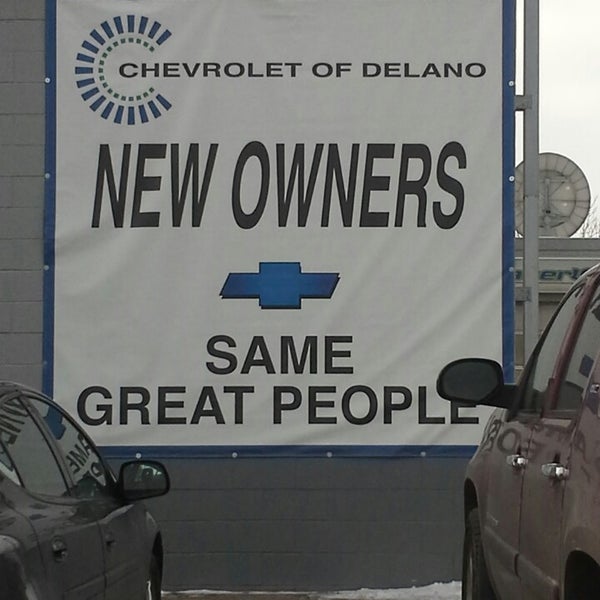 CHEVROLET OF DELANO
NEW OWNERS
SAME
GREAT PEOPLE